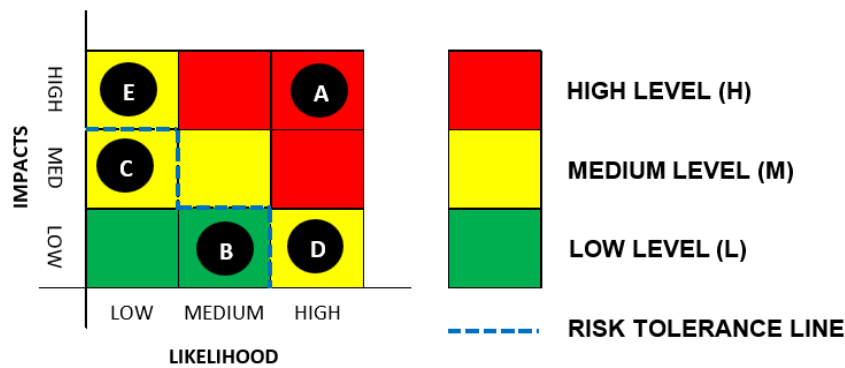 IMPACTS
HIGH
MED
LOW
E
A
C
B
D
LOW
MEDIUM
HIGH
LIKELIHOOD
HIGH LEVEL (H)
MEDIUM LEVEL (M)
LOW LEVEL (L)
RISK TOLERANCE LINE